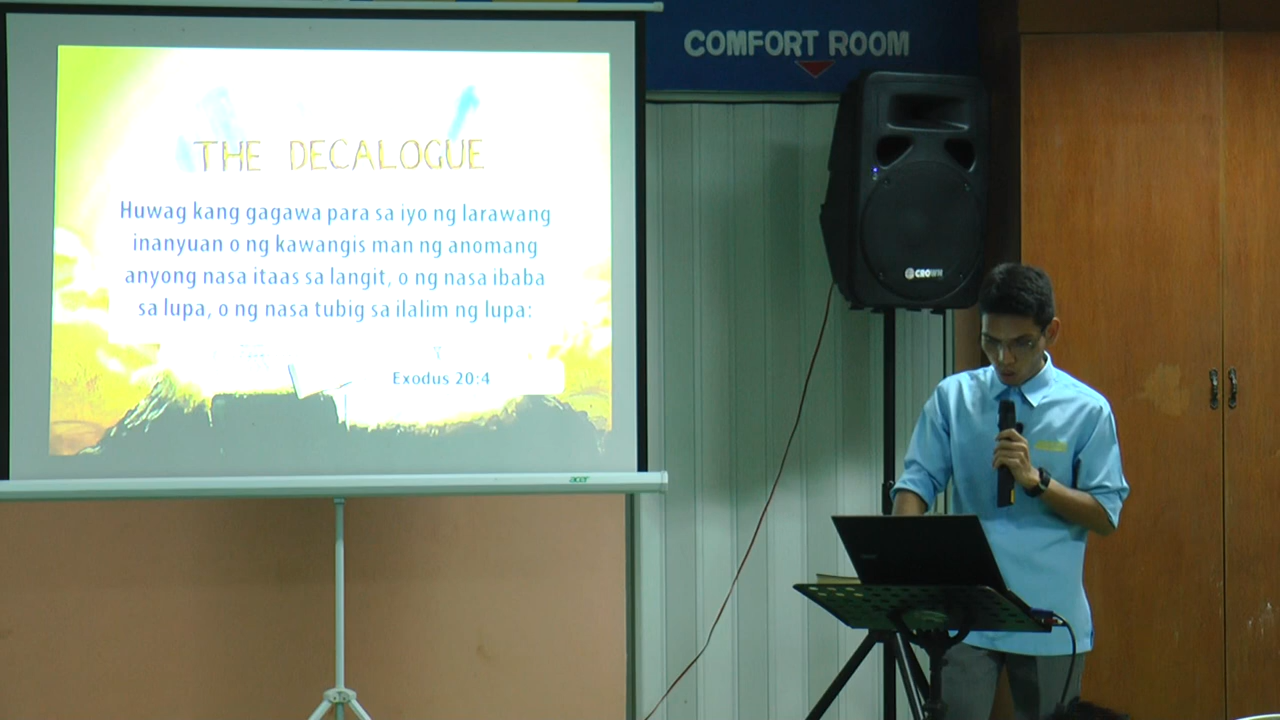 COMFORT ROOM
THE DECALOGUE
Huwag kang gagawa para sa iyo ng larawang
inanyuan o ng kawangis man ng anomang
anyong nasa itaas sa langit, o ng nasa ibaba
sa lupa, o ng nasa tubig sa ilalim ng lupa:
Exodus 20:4
acer
CROWN